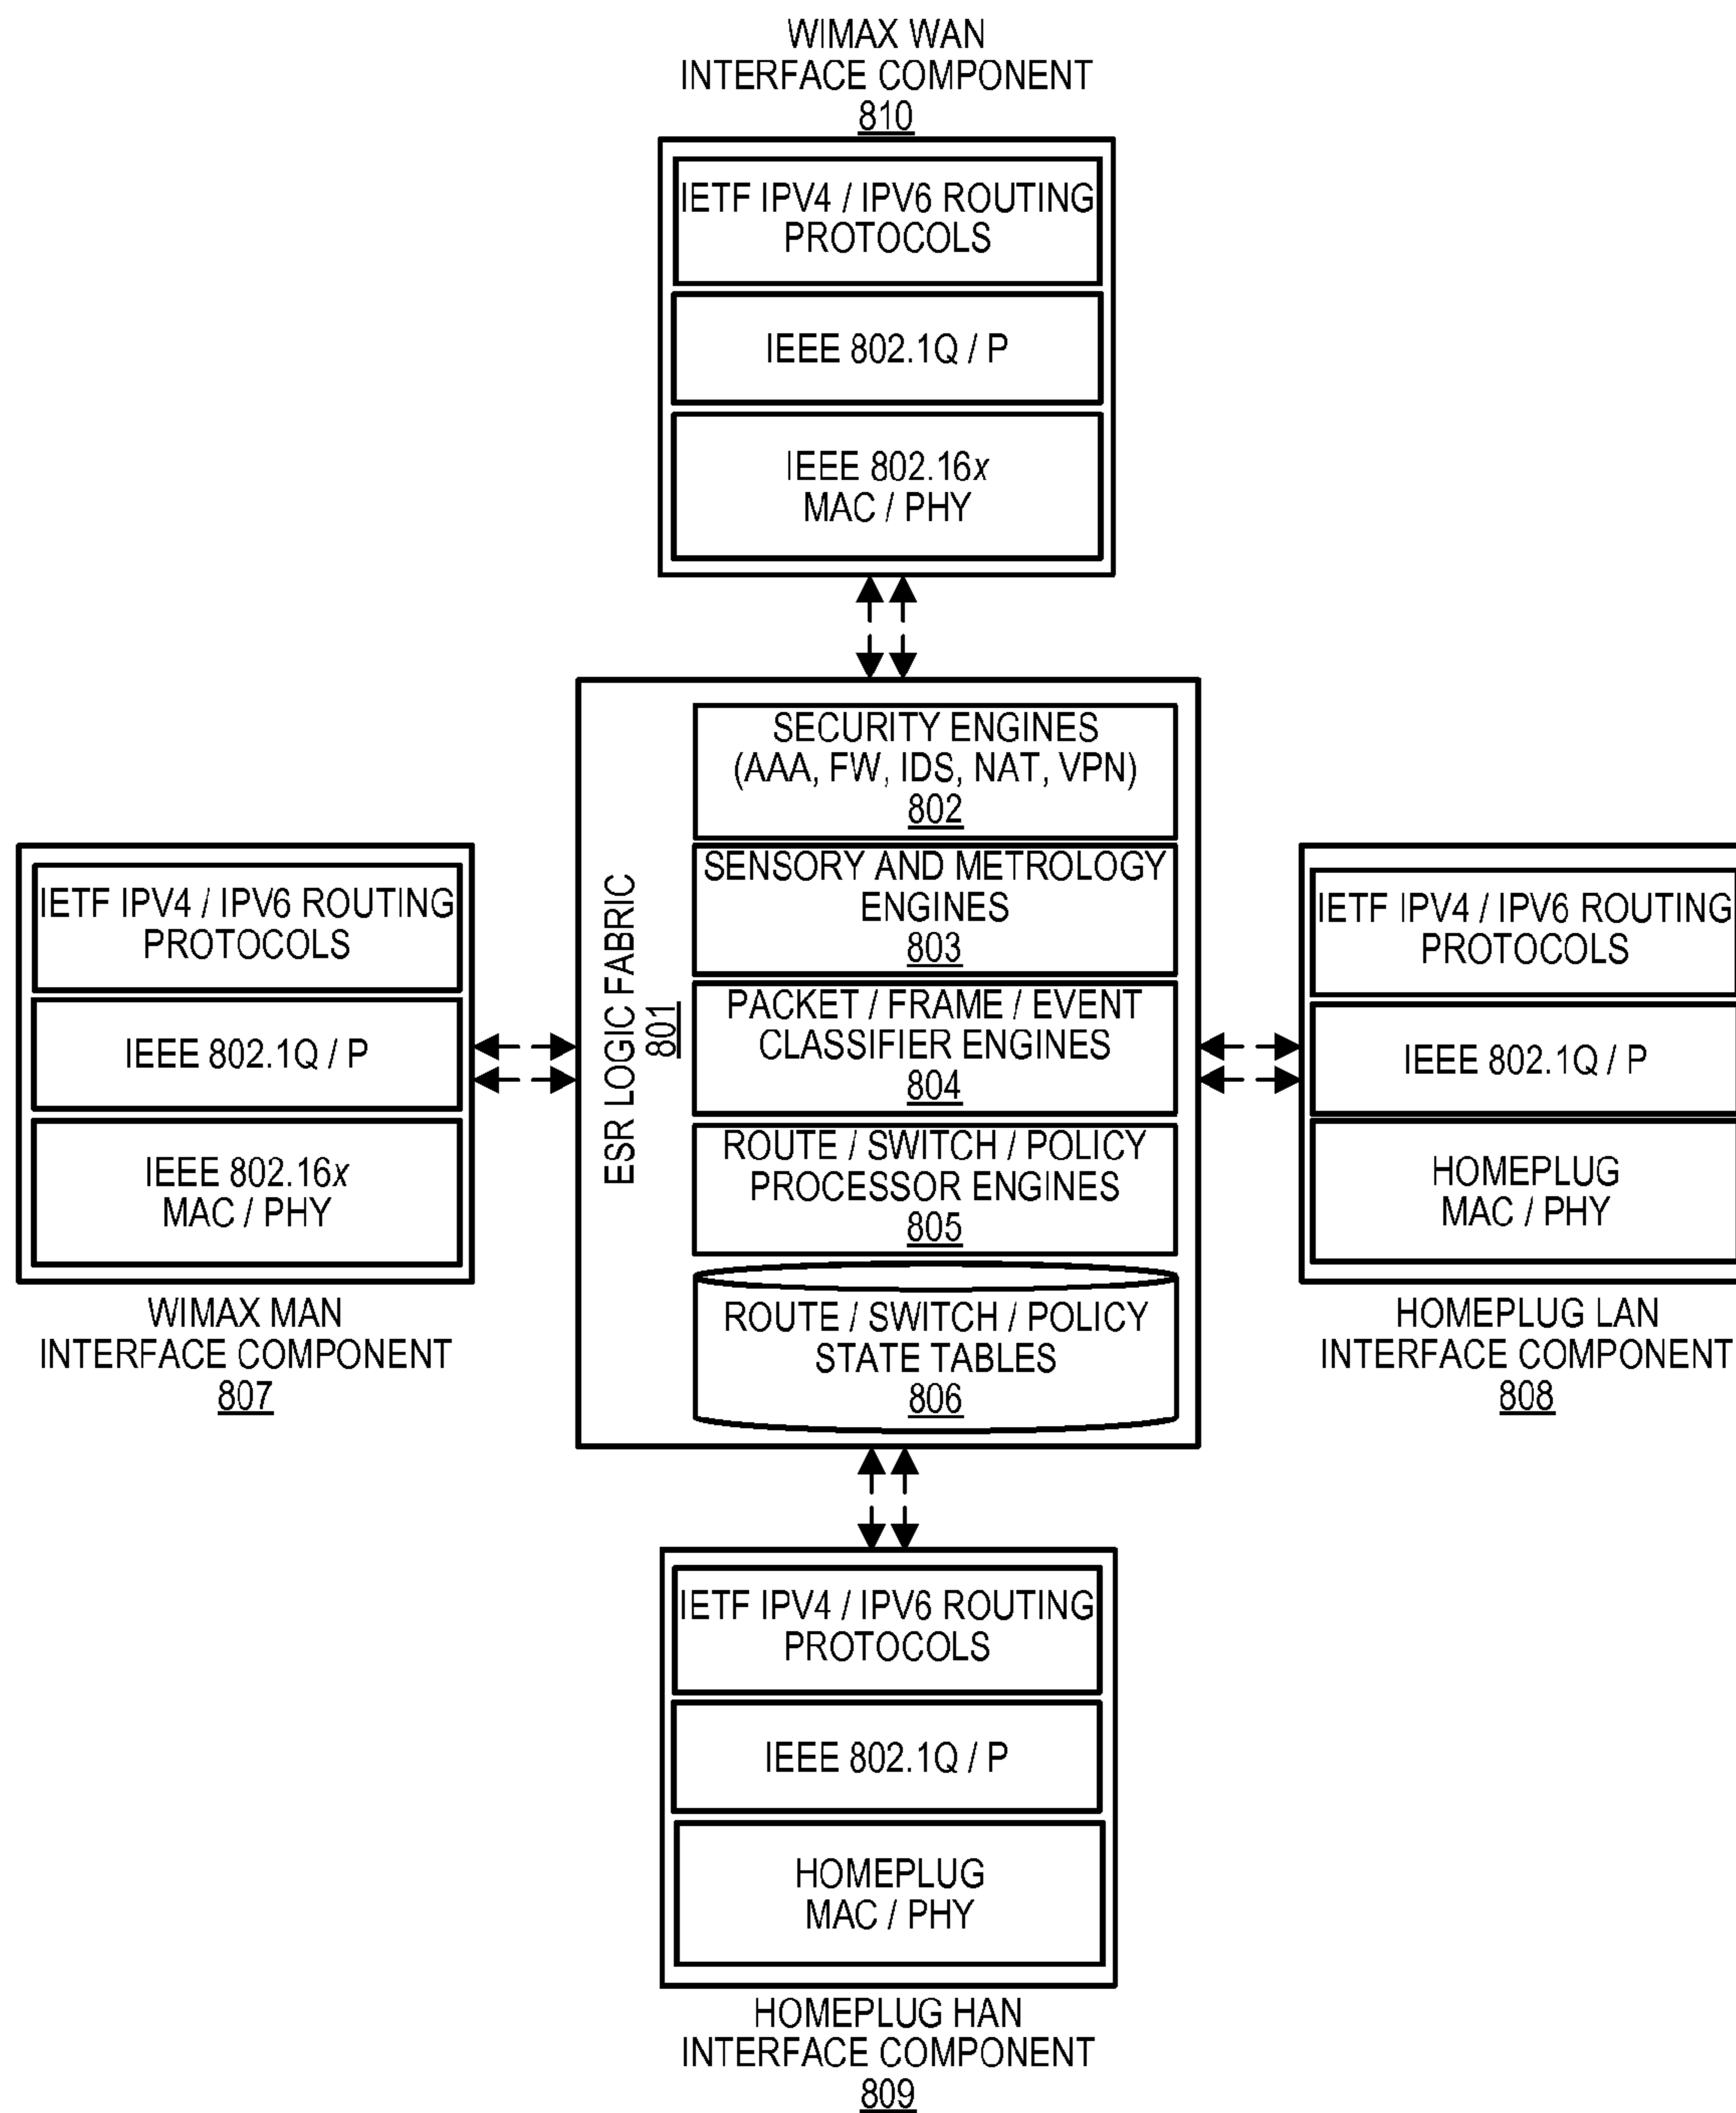 WIMAX WAN
INTERFACE COMPONENT
810
IETF IPV4 / IPV6 ROUTING
PROTOCOLS
IEEE 802.1Q / P
IEEE 802.16x
MAC / PHY
ESR LOGIC FABRIC
801
SECURITY ENGINES
(AAA, FW, IDS, NAT, VPN)
802
SENSORY AND METROLOGY
ENGINES
803
PACKET / FRAME / EVENT
CLASSIFIER ENGINES
804
ROUTE / SWITCH / POLICY
PROCESSOR ENGINES
805
ROUTE / SWITCH / POLICY
STATE TABLES
806
IETF IPV4 / IPV6 ROUTING
PROTOCOLS
IEEE 802.1Q / P
IEEE 802.16x
MAC / PHY
WIMAX MAN
INTERFACE COMPONENT
807
IETF IPV4 / IPV6 ROUTING
PROTOCOLS
IEEE 802.1Q / P
HOMEPLUG
MAC / PHY
HOMEPLUG LAN
INTERFACE COMPONENT
808
IETF IPV4 / IPV6 ROUTING
PROTOCOLS
IEEE 802.1Q / P
HOMEPLUG
MAC / PHY
HOMEPLUG HAN
INTERFACE COMPONENT
809